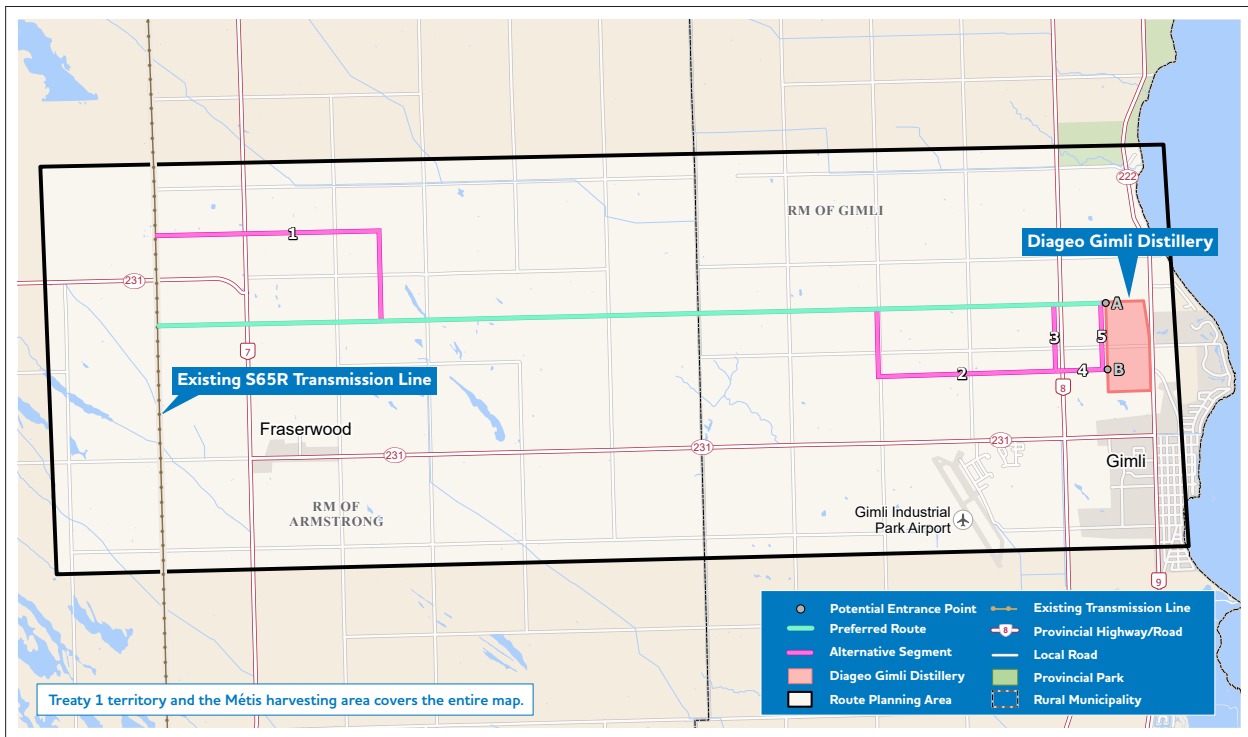 222
RM OF GIMLI
1
Diageo Gimli Distillery
231
A
3
5
7
Existing S65R Transmission Line
2
4
B
8
Fraserwood
231
231
231
Gimli
RM OF
ARMSTRONG
Gimli Industrial
Park Airport
9
Potential Entrance Point
Preferred Route
Alternative Segment
Diageo Gimli Distillery
Route Planning Area
Existing Transmission Line
8
Provincial Highway/Road
Local Road
Provincial Park
Rural Municipality
Treaty 1 territory and the Métis harvesting area covers the entire map.